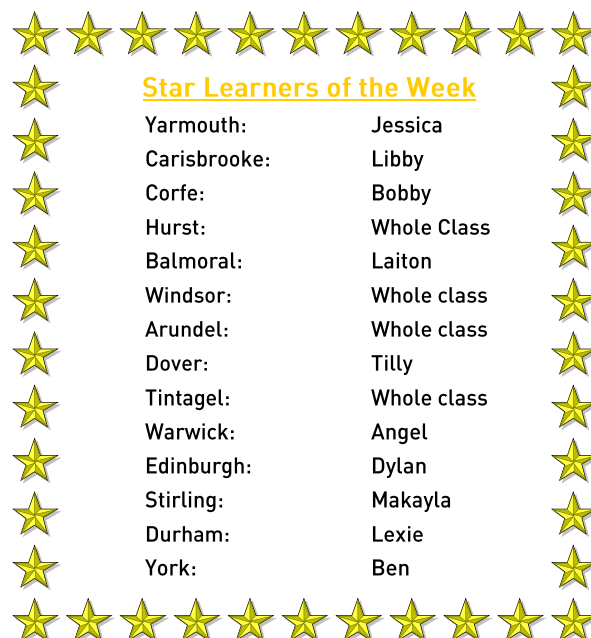 Star Learners of the Week
Yarmouth: Jessica
Carisbrooke: Libby
Corfe: Bobby
Hurst: Whole Class
Balmoral: Laiton
Windsor: Whole class
Arundel: Whole class
Dover: Tilly
Tintagel: Whole class
Warwick: Angel
Edinburgh: Dylan
Stirling: Makayla
Durham: Lexie
York: Ben